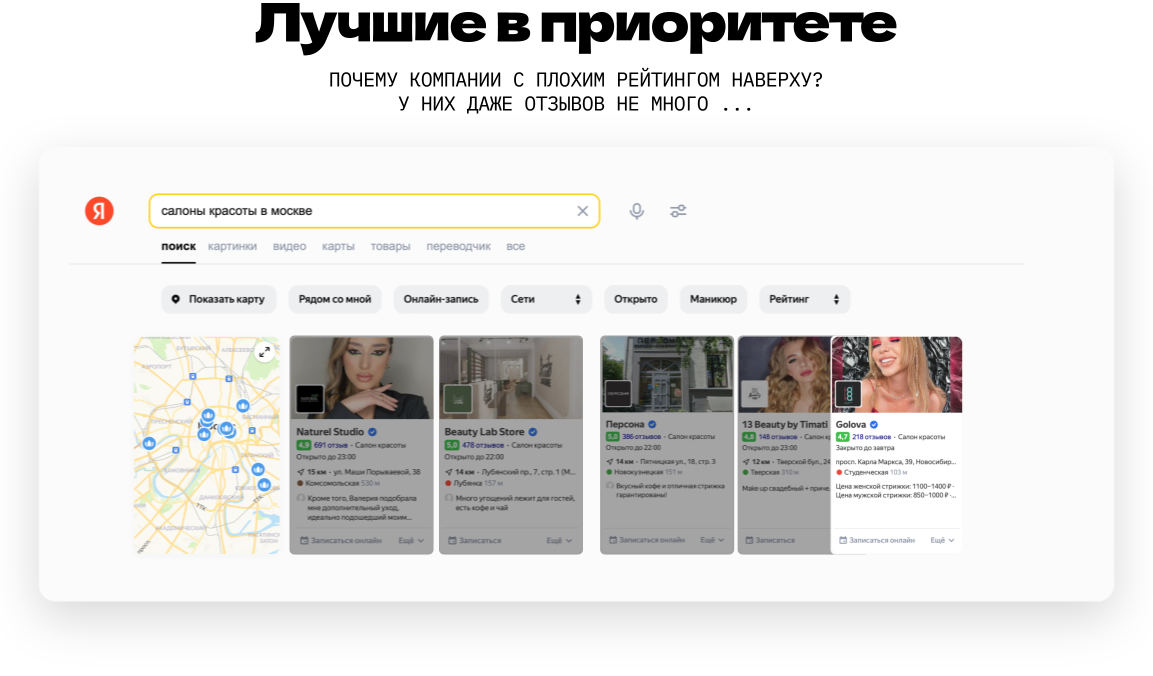 Лучшие в приоритете
ПОЧЕМУ КОМПАНИИ С ПЛОХИМ РЕЙТИНГОМ НАВЕРХУ?
У НИХ ДАЖЕ ОТЗЫВОВ НЕ МНОГО ...
Я
салоны красоты в москве
поиск картинки видео карты товары переводчик все
Показать карту Рядом со мной Онлайн-запись Сети Открыто Маникюр Рейтинг
Naturel Studio
4,9 691 отзыв · Салон красоты
Открыто до 23:00
15 км · ул. Маши Порываевой, 38
Комсомольская 530 м
Кроме того, Валерия подобрала
мне дополнительный уход,
идеально подошедший моим...
Записаться онлайн Ещё
Beauty Lab Store
5,0 478 отзывов · Салон красоты
Открыто до 22:00
14 км · Лубянский пр., 7, стр. 1 (М...
Лубянка 157 м
Много угощений лежит для гостей,
есть кофе и чай
Записаться Ещё
ПЕРСОНА
Персона
5,0 386 отзывов · Салон красоты
Открыто до 22:00
14 км · Пятницкая ул., 18, стр. 3
Новокузнецкая 151 м
Вкусный кофе и отличная стрижка
гарантированы!
Записаться онлайн Ещё
13 Beauty by Timati
4,8 148 отзывов · Салон к
Открыто до 22:00
12 км · Тверской бул., 24
Тверская 310 м
Make up свадебный + приче
Записаться
Golova
4,7 218 отзывов · Салон красоты
Закрыто до завтра
просп. Карла Маркса, 39, Новосибир...
Студенческая 103 м
Цена женской стрижки: 1100–1400 ₽ ·
Цена мужской стрижки: 850–1000 ₽ ·...
Записаться онлайн Ещё